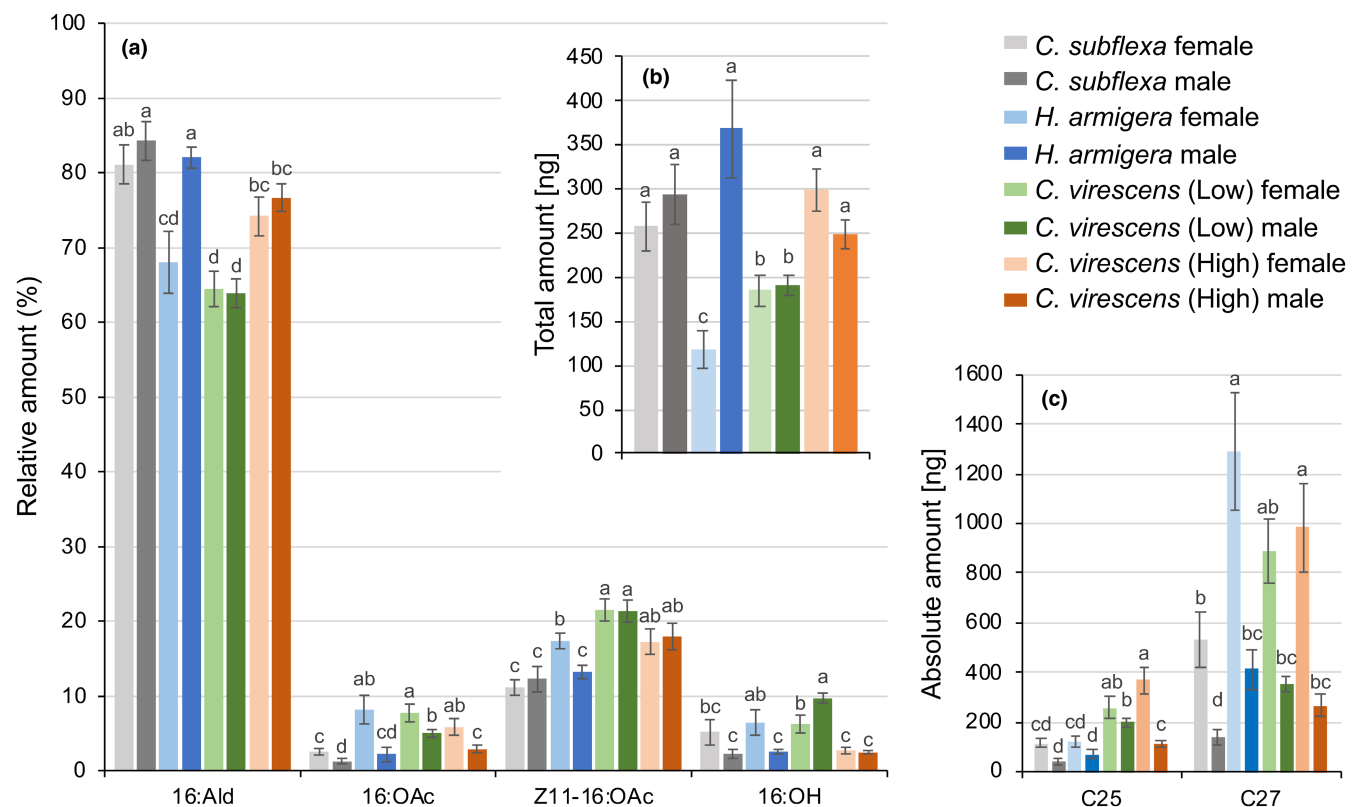 (a)
Relative amount (%)
100
90
80
70
60
50
40
30
20
10
0
ab a cd a d d bc bc
c d ab cd a b ab c
c c b c a a ab ab
bc c ab c b a c c
16:Ald 16:OAc Z11-16:OAc 16:OH
(b)
Total amount [ng]
450
400
350
300
250
200
150
100
50
0
a a c a b b a a
C. subflexa female
C. subflexa male
H. armigera female
H. armigera male
C. virescens (Low) female
C. virescens (Low) male
C. virescens (High) female
C. virescens (High) male
(c)
Absolute amount [ng]
1600
1400
1200
1000
800
600
400
200
0
cd d cd d ab b a c
b d a bc ab bc a bc
C25 C27